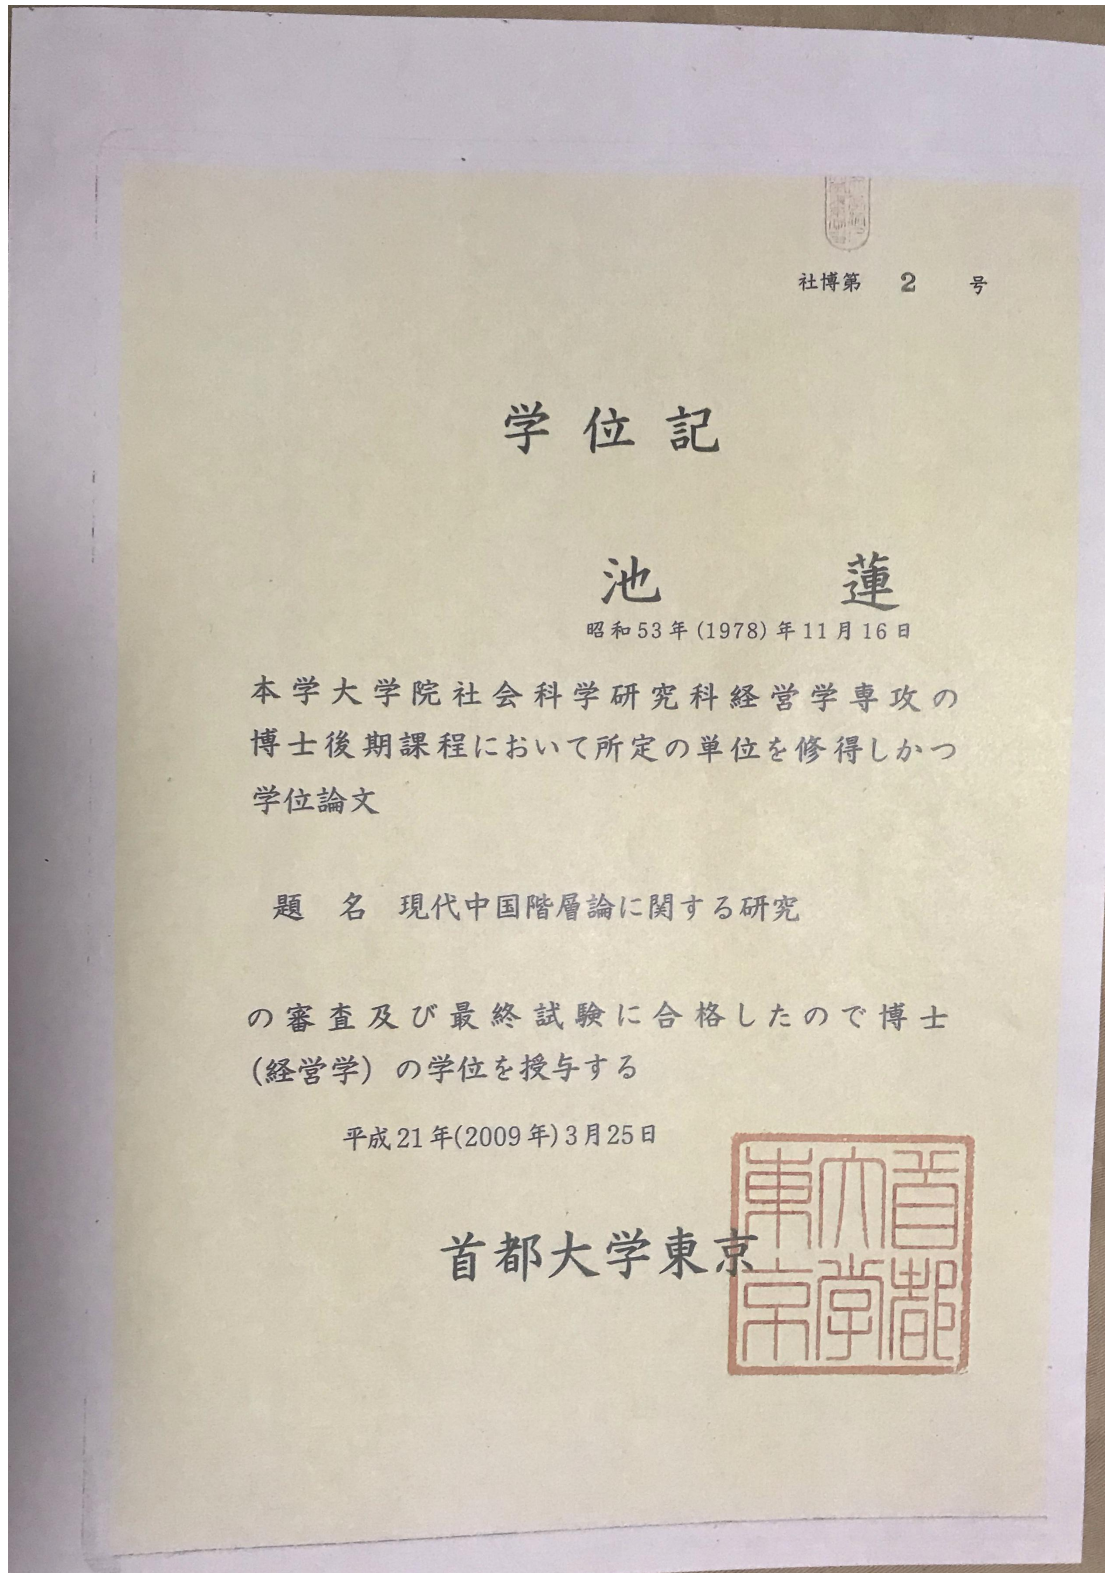 社博第 2 号
学位記
池 蓮
昭和53年(1978)年11月16日
本学大学院社会科学研究科経営学専攻の
博士後期課程において所定の単位を修得しかつ
学位論文
題 名 現代中国階層論に関する研究
の審査及び最終試験に合格したので博士
(経営学)の学位を授与する
平成21年(2009年)3月25日
首都大学東京
首都
大学
東京